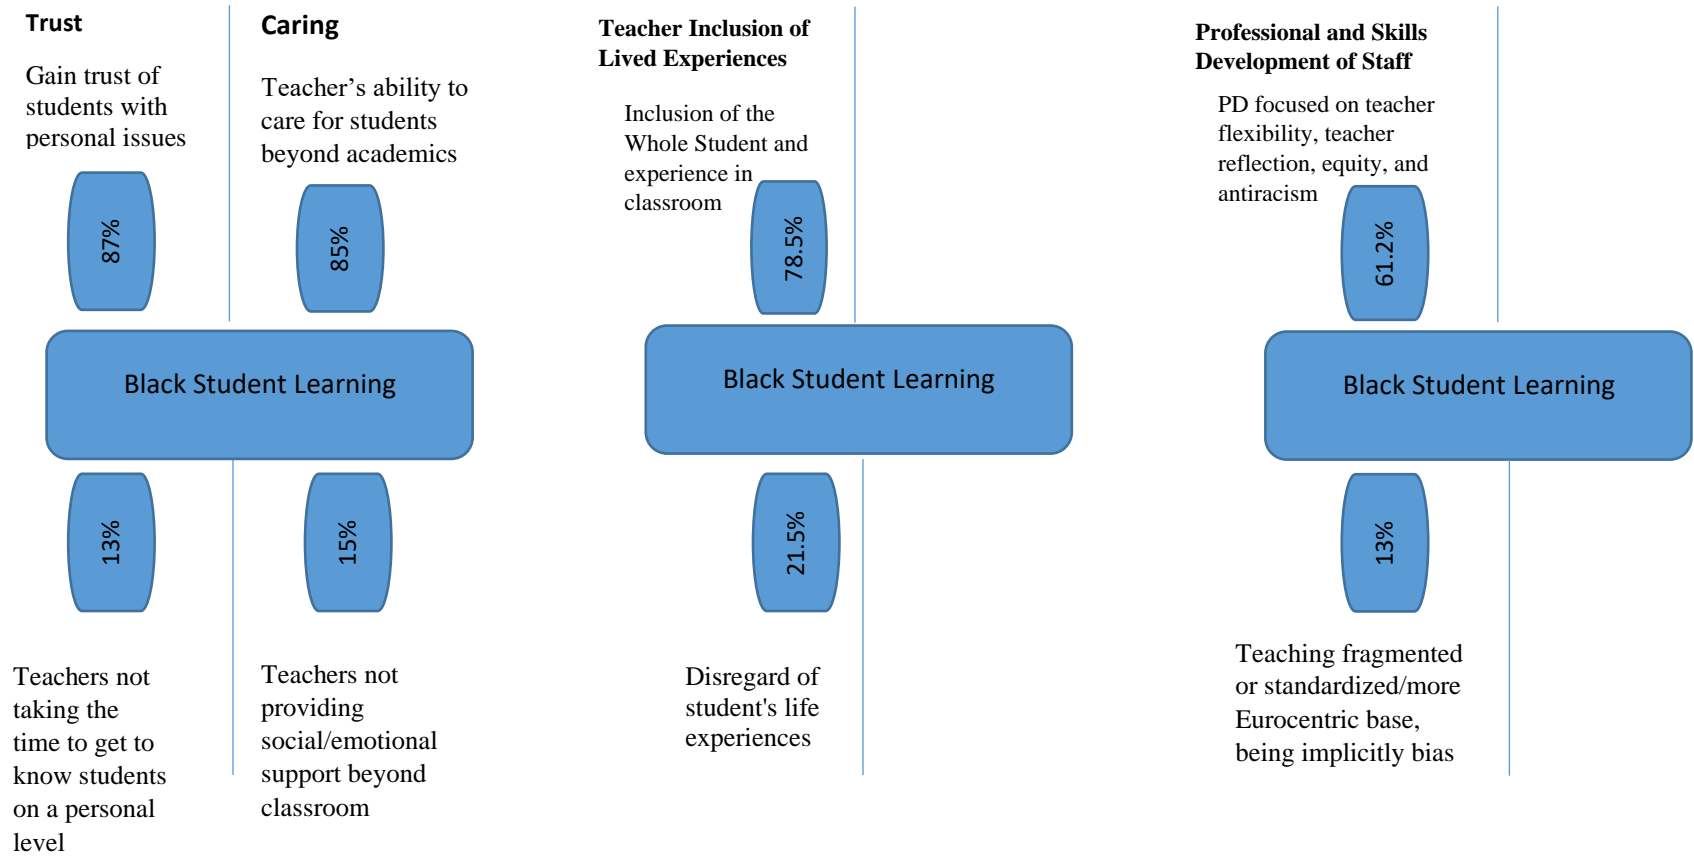 Trust
Gain trust of
students with
personal issues
87%
Caring
Teacher’s ability to
care for students
beyond academics
85%
Black Student Learning
13%
Teachers not
taking the
time to get to
know students
on a personal
level
15%
Teachers not
providing
social/emotional
support beyond
classroom
Teacher Inclusion of
Lived Experiences
Inclusion of the
Whole Student and
experience in
classroom
78.5%
Black Student Learning
21.5%
Disregard of
student's life
experiences
Professional and Skills
Development of Staff
PD focused on teacher
flexibility, teacher
reflection, equity, and
antiracism
61.2%
Black Student Learning
13%
Teaching fragmented
or standardized/more
Eurocentric base,
being implicitly bias